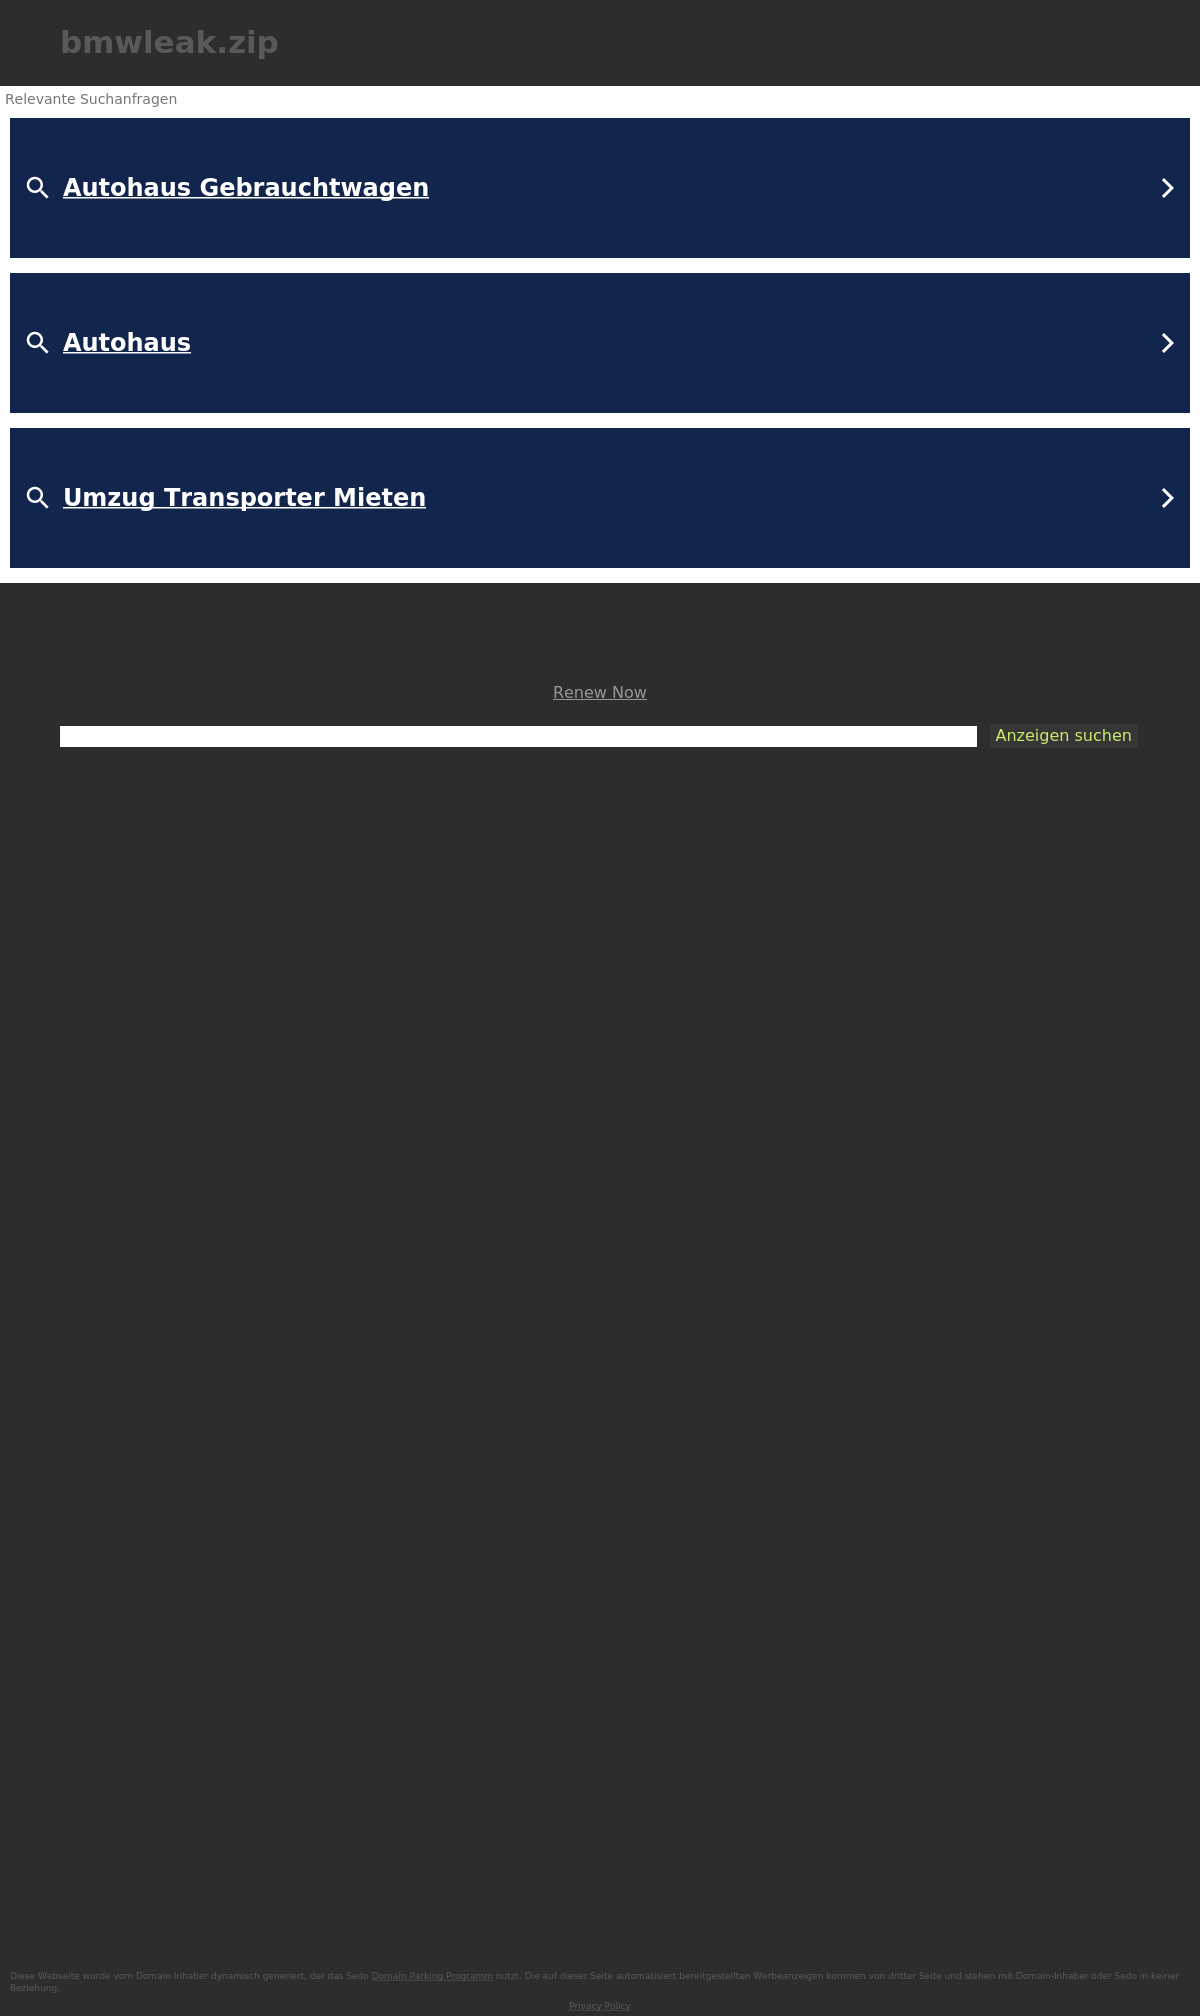 bmwleak.zip
Relevante Suchanfragen
Autohaus Gebrauchtwagen
Autohaus
Umzug Transporter Mieten
Renew Now
Anzeigen suchen
Diese Webseite wurde vom Domain Inhaber dynamisch generiert, der das Sedo Domain Parking Programm nutzt. Die auf dieser Seite automatisiert bereitgestellten Werbeanzeigen kommen von dritter Seite und stehen mit Domain-Inhaber oder Sedo in keiner
Beziehung.
Privacy Policy